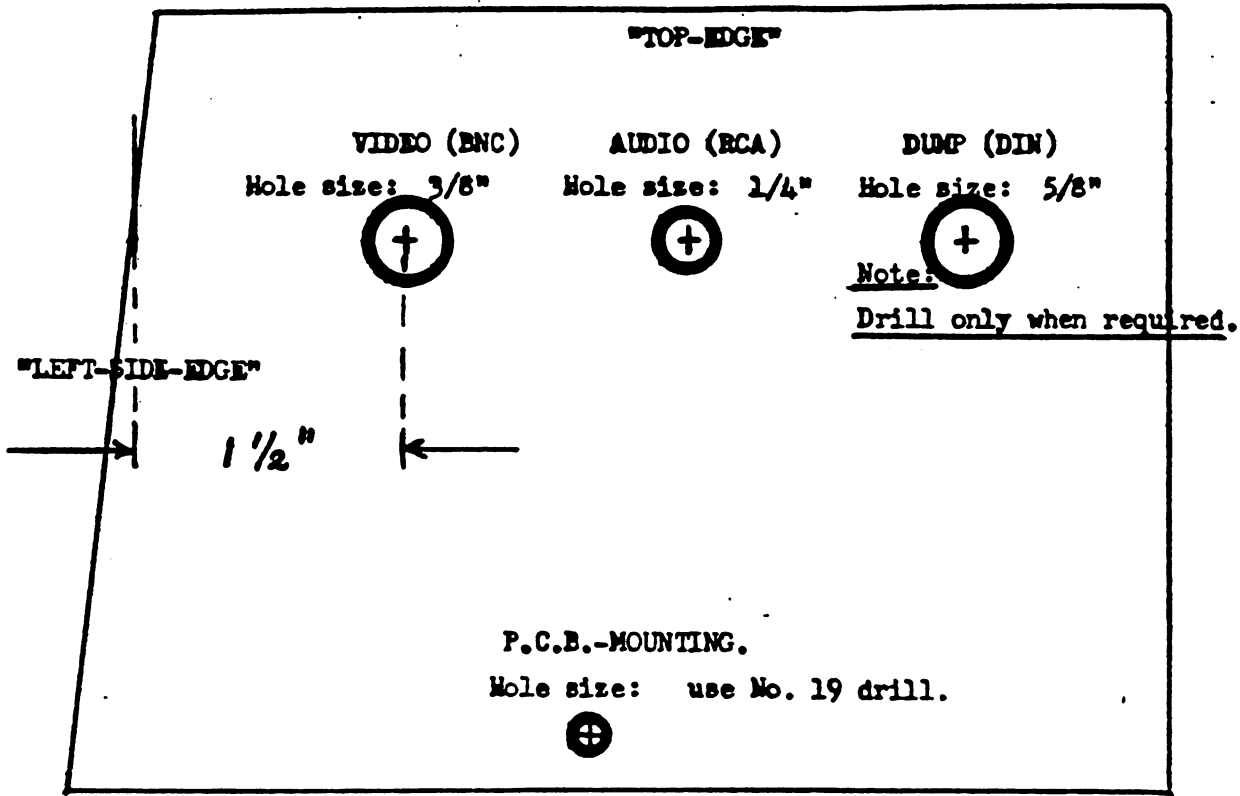 "TOP-EDGE"
VIDEO (BNC) AUDIO (RCA) DUMP (DIN)
Hole size: 3/8" Hole size: 1/4" Hole size: 5/8"
Note:
Drill only when required.
"LEFT-SIDE-EDGE"
1 1/2"
P.C.B.-MOUNTING.
Hole size: use No. 19 drill.